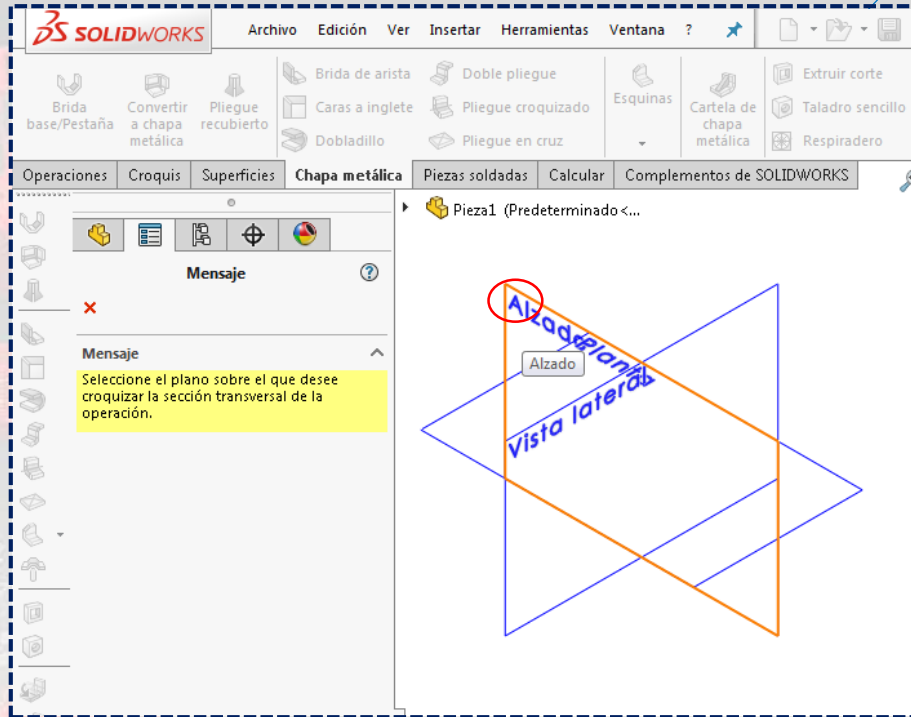 SOLIDWORKS Archivo Edición Ver Insertar Herramientas Ventana ?
Brida base/Pestaña
Convertir a chapa metálica
Pliegue recubierto
Brida de arista
Caras a inglete
Dobladillo
Doble pliegue
Pliegue croquizado
Pliegue en cruz
Esquinas
Cartela de chapa metálica
Extruir corte
Taladro sencillo
Respiradero
Operaciones Croquis Superficies Chapa metálica Piezas soldadas Calcular Complementos de SOLIDWORKS
Pieza1 (Predeterminado<...
Mensaje ?
Mensaje
Seleccione el plano sobre el que desee
croquizar la sección transversal de la
operación.
Alzado
Planta
Alzado
Vista lateral